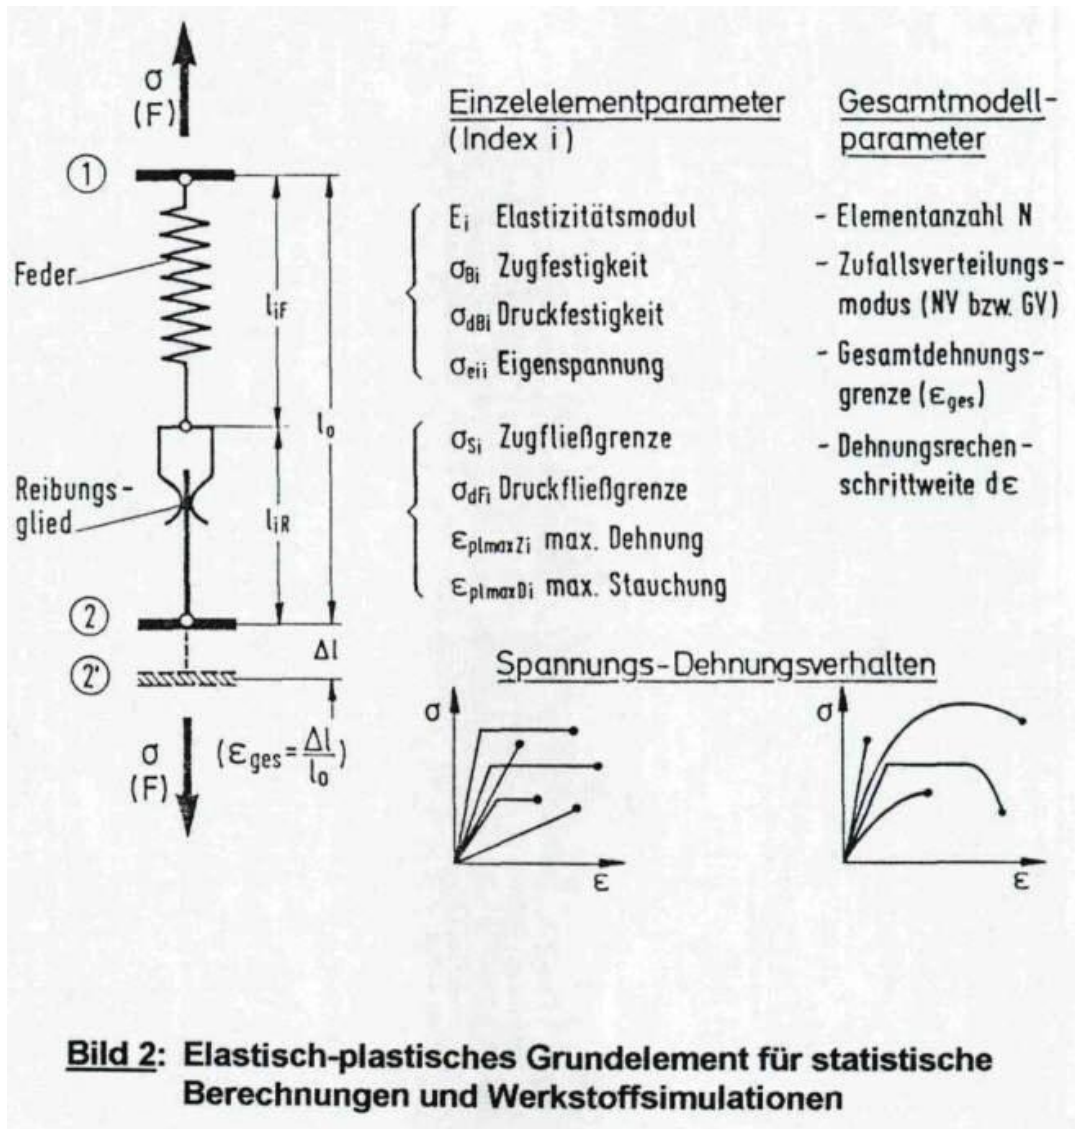 σ
(F)
①
Feder
l_iF
l_0
Reibungs-
glied
l_iR
②
Δl
②'
σ
(F)
(ε_ges = Δl/l_0)
Einzelelementparameter
(Index i)
E_i Elastizitätsmodul
σ_Bi Zugfestigkeit
σ_dBi Druckfestigkeit
σ_eii Eigenspannung
σ_Si Zugfließgrenze
σ_dFi Druckfließgrenze
ε_plmaxZi max. Dehnung
ε_plmaxDi max. Stauchung
Gesamtmodell-
parameter
- Elementanzahl N
- Zufallsverteilungs-
modus (NV bzw. GV)
- Gesamtdehnungs-
grenze (ε_ges)
- Dehnungsrechen-
schrittweite dε
Spannungs-Dehnungsverhalten
σ
ε
σ
ε
Bild 2: Elastisch-plastisches Grundelement für statistische
Berechnungen und Werkstoffsimulationen